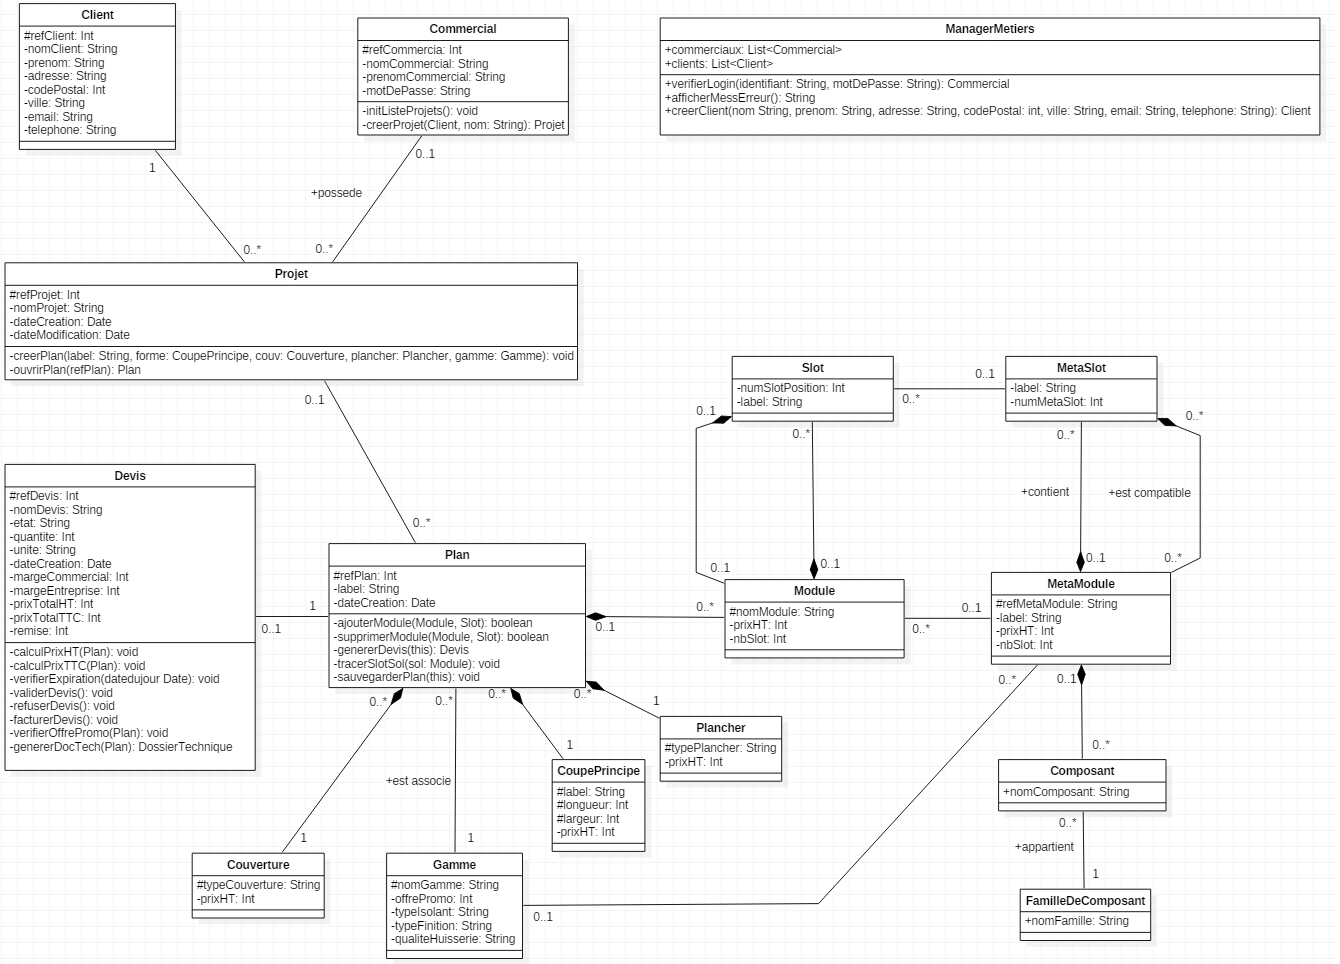 Client
#refClient: Int
-nomClient: String
-prenom: String
-adresse: String
-codePostal: Int
-ville: String
-email: String
-telephone: String
Commercial
#refCommercia: Int
-nomCommercial: String
-prenomCommercial: String
-motDePasse: String
-initListeProjets(): void
-creerProjet(Client, nom: String): Projet
ManagerMetiers
+commerciaux: List<Commercial>
+clients: List<Client>
+verifierLogin(identifiant: String, motDePasse: String): Commercial
+afficherMessErreur(): String
+creerClient(nom String, prenom: String, adresse: String, codePostal: int, ville: String, email: String, telephone: String): Client
1
0..1
+possede
0..*
0..*
Projet
#refProjet: Int
-nomProjet: String
-dateCreation: Date
-dateModification: Date
-creerPlan(label: String, forme: CoupePrincipe, couv: Couverture, plancher: Plancher, gamme: Gamme): void
-ouvrirPlan(refPlan): Plan
0..1
0..*
Slot
-numSlotPosition: Int
-label: String
0..1
0..*
MetaSlot
-label: String
-numMetaSlot: Int
0..1
0..*
0..*
0..*
+contient
+est compatible
0..1
0..1
0..1
0..*
Devis
#refDevis: Int
-nomDevis: String
-etat: String
-quantite: Int
-unite: String
-dateCreation: Date
-margeCommercial: Int
-margeEntreprise: Int
-prixTotalHT: Int
-prixTotalTTC: Int
-remise: Int
-calculPrixHT(Plan): void
-calculPrixTTC(Plan): void
-verifierExpiration(datedujour Date): void
-validerDevis(): void
-refuserDevis(): void
-facturerDevis(): void
-verifierOffrePromo(Plan): void
-genererDocTech(Plan): DossierTechnique
1
0..1
Plan
#refPlan: Int
-label: String
-dateCreation: Date
-ajouterModule(Module, Slot): boolean
-supprimerModule(Module, Slot): boolean
-genererDevis(this): Devis
-tracerSlotSol(sol: Module): void
-sauvegarderPlan(this): void
0..*
0..1
Module
#nomModule: String
-prixHT: Int
-nbSlot: Int
0..1
0..*
MetaModule
#refMetaModule: String
-label: String
-prixHT: Int
-nbSlot: Int
0..*
0..*
0..*
0..*
0..*
0..1
1
Plancher
#typePlancher: String
-prixHT: Int
1
0..*
CoupePrincipe
#label: String
#longueur: Int
#largeur: Int
-prixHT: Int
Composant
+nomComposant: String
+est associe
1
1
0..*
+appartient
1
Couverture
#typeCouverture: String
-prixHT: Int
Gamme
#nomGamme: String
-offrePromo: Int
-typeIsolant: String
-typeFinition: String
-qualiteHuisserie: String
0..1
FamilleDeComposant
+nomFamille: String